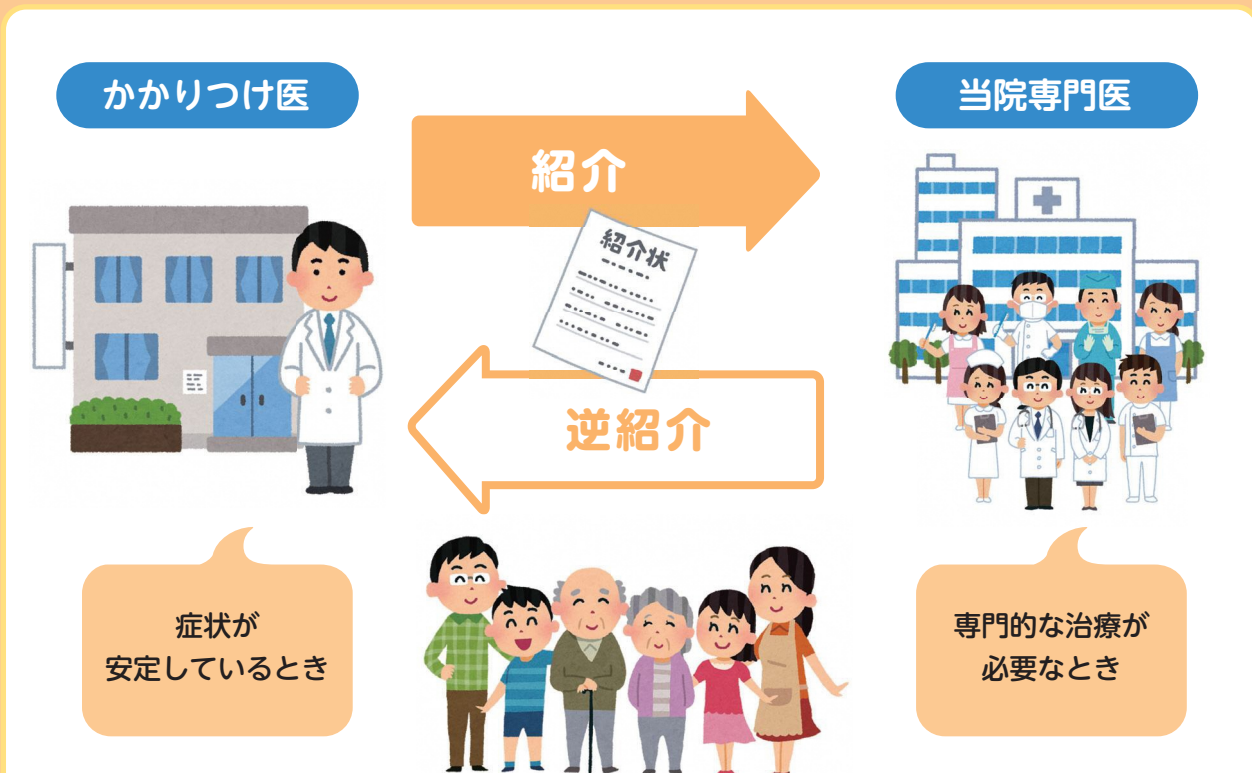 かかりつけ医
当院専門医
紹介
紹介状
逆紹介
症状が
安定しているとき
専門的な治療が
必要なとき